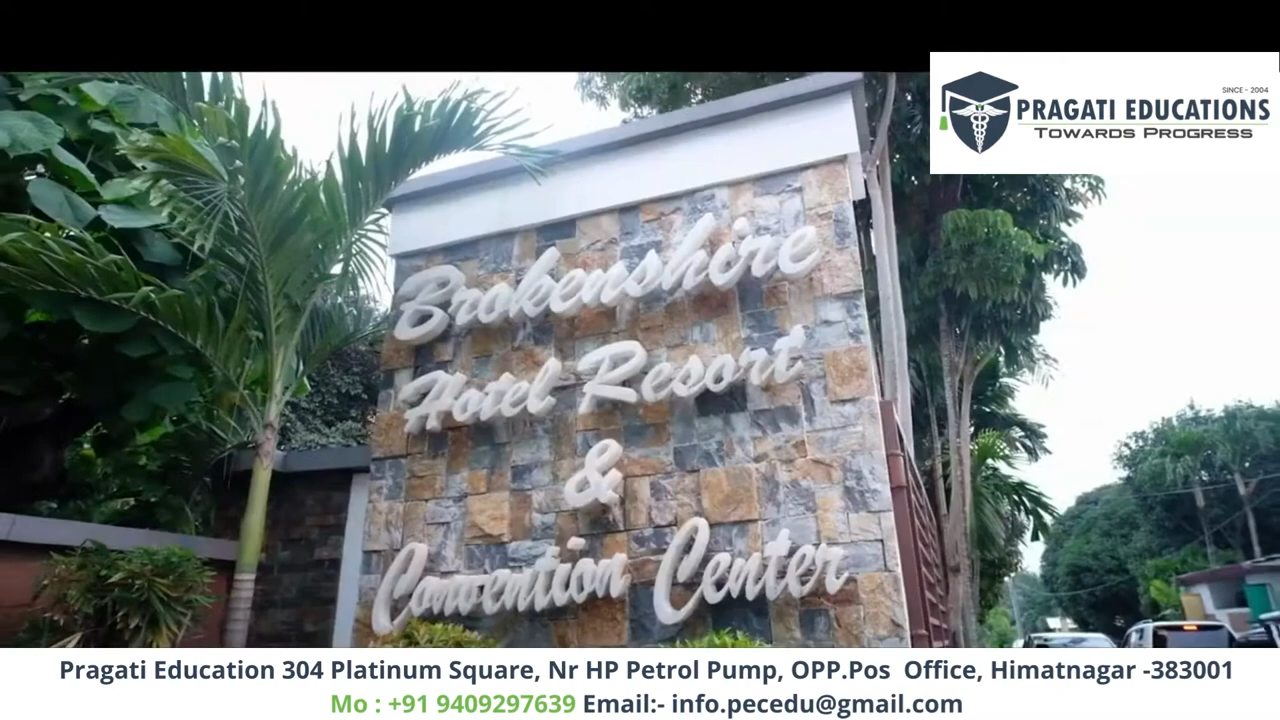 SINCE - 2004
PRAGATI EDUCATIONS
TOWARDS PROGRESS
Brokenshire
Hotel Resort
&
Convention Center
Pragati Education 304 Platinum Square, Nr HP Petrol Pump, OPP.Pos Office, Himatnagar -383001
Mo : +91 9409297639 Email:- info.pecedu@gmail.com